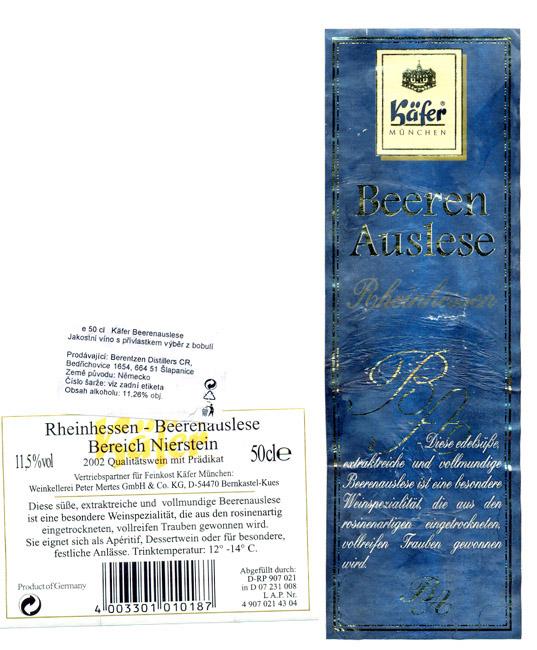 e 50 cl Käfer Beerenauslese
Jakostní víno s přívlastkem výběr z bobulí
Prodávající: Berentzen Distillers CR,
Bedřichovice 1654, 664 51 Šlapanice
Země původu: Německo
Číslo šarže: viz zadní etiketa
Obsah alkoholu: 11,26% obj.
Käfer
Rheinhessen - Beerenauslese
Bereich Nierstein
11,5%vol
2002 Qualitätswein mit Prädikat
50cl℮
Vertriebspartner für Feinkost Käfer München:
Weinkellerei Peter Mertes GmbH & Co. KG, D-54470 Bernkastel-Kues
Diese süße, extraktreiche und vollmundige Beerenauslese
ist eine besondere Weinspezialität, die aus den rosinenartig
eingetrockneten, vollreifen Trauben gewonnen wird.
Sie eignet sich als Apéritif, Dessertwein oder für besondere,
festliche Anlässe. Trinktemperatur: 12° -14° C.
Product of Germany
4 003301 010187
Abgefüllt durch:
D-RP 907 021
in D 07 231 008
L.A.P. Nr.
4 907 021 43 04
Käfer
MÜNCHEN
Beeren
Auslese
Rheinhessen
BA
Diese edelsüße,
extraktreiche und vollmundige
Beerenauslese ist eine besondere
Weinspezialität, die aus den
rosinenartigen eingetrockneten,
vollreifen Trauben gewonnen
wird.
BA